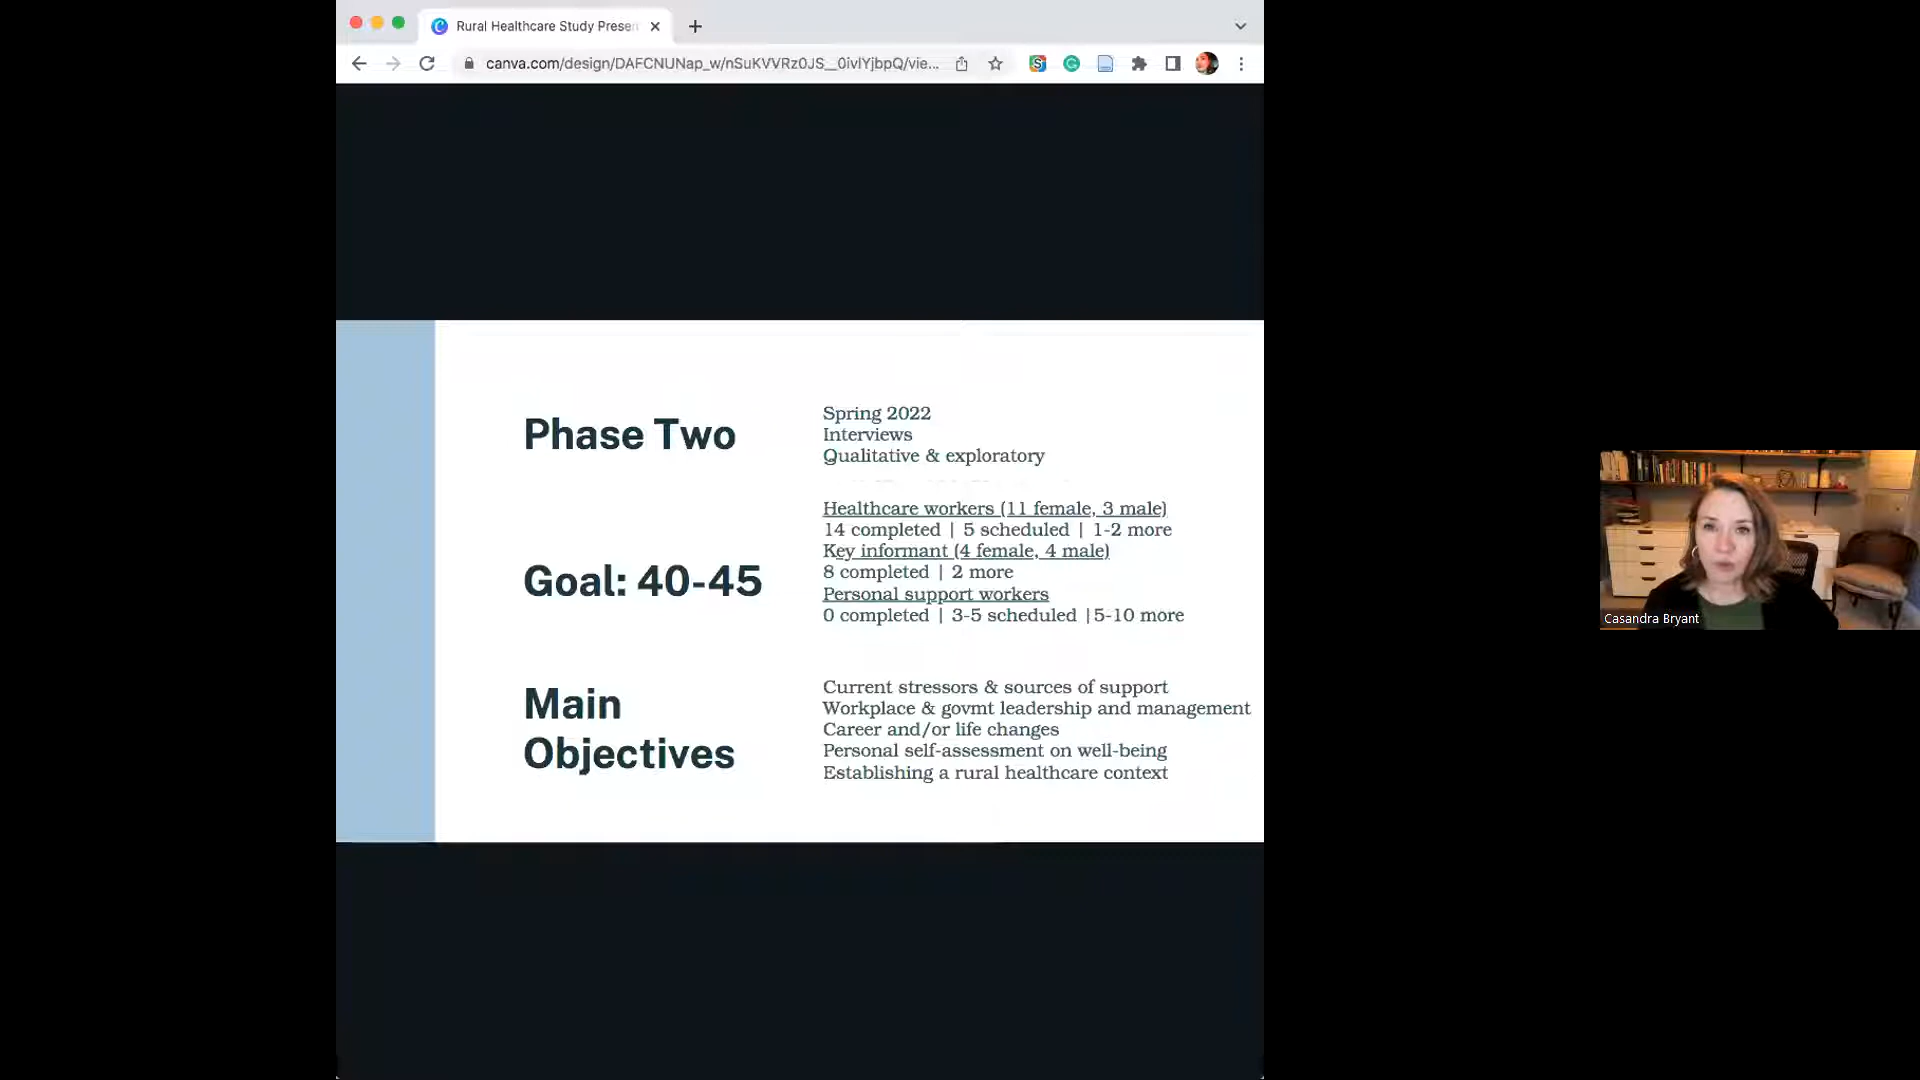 Rural Healthcare Study Presen
canva.com/design/DAFCNUNap_w/nSuKVVRz0JS__0ivlYjbpQ/vie...
Phase Two
Spring 2022
Interviews
Qualitative & exploratory
Goal: 40-45
Healthcare workers (11 female, 3 male)
14 completed | 5 scheduled | 1-2 more
Key informant (4 female, 4 male)
8 completed | 2 more
Personal support workers
0 completed | 3-5 scheduled |5-10 more
Main
Objectives
Current stressors & sources of support
Workplace & govmt leadership and management
Career and/or life changes
Personal self-assessment on well-being
Establishing a rural healthcare context
Casandra Bryant